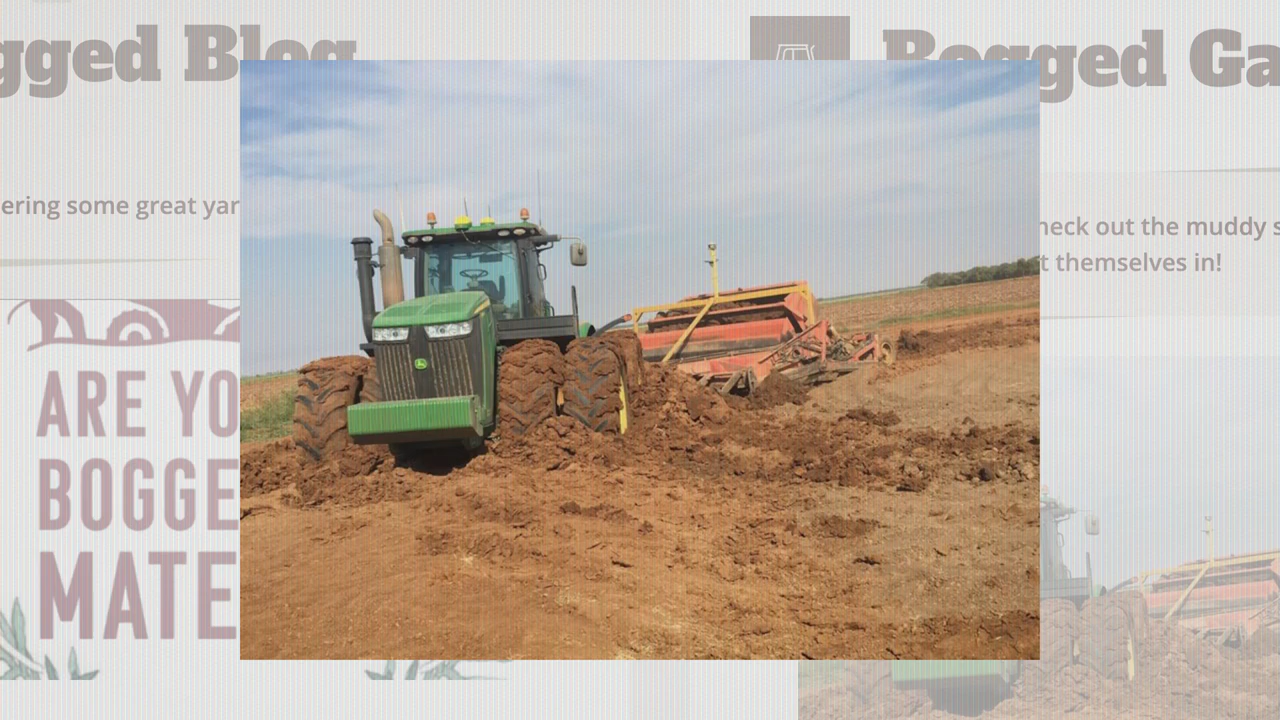 gged Blog
Bogged Ga
ering some great yar
heck out the muddy s
t themselves in!
ARE YO
BOGGE
MATE